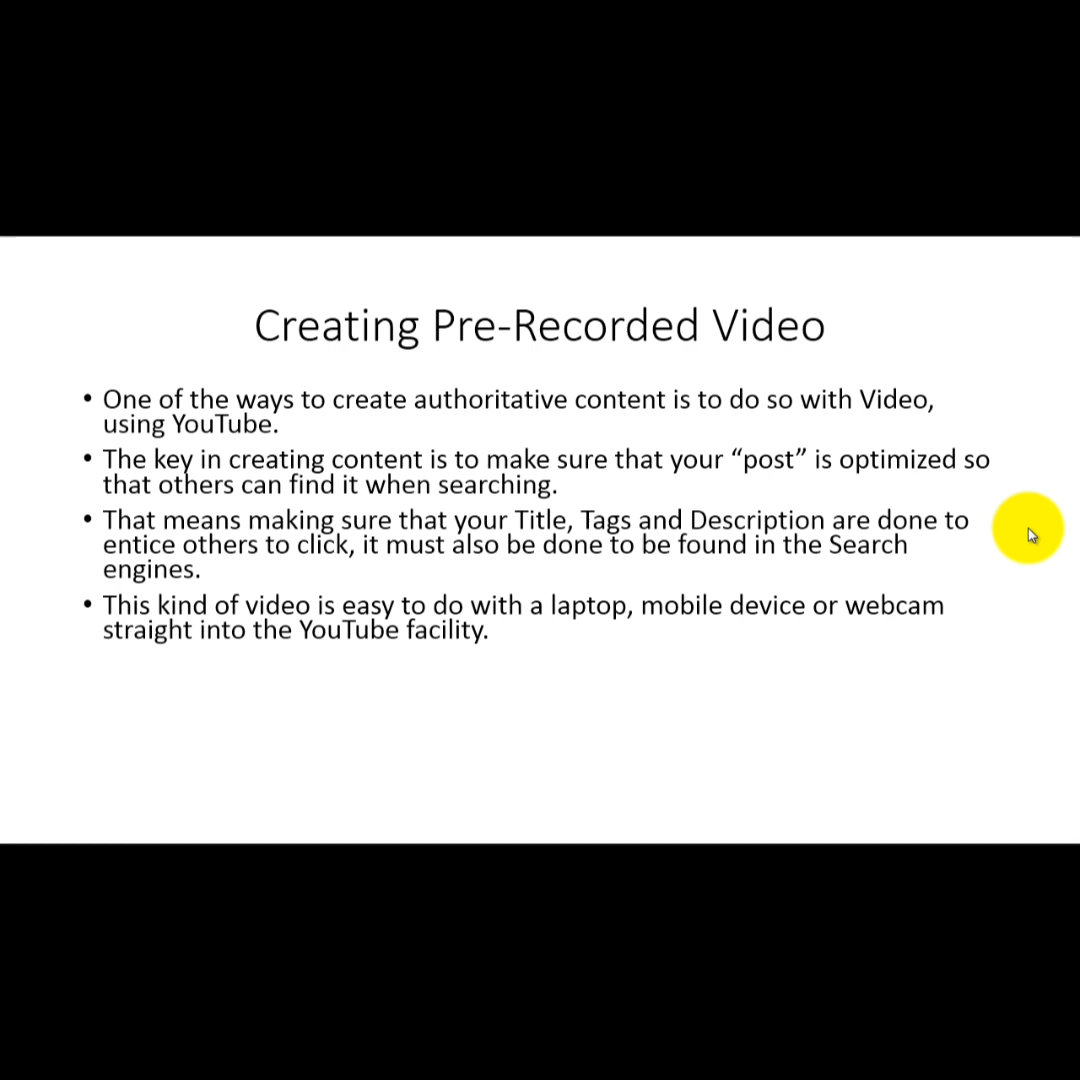 Creating Pre-Recorded Video
• One of the ways to create authoritative content is to do so with Video,
using YouTube.
• The key in creating content is to make sure that your “post” is optimized so
that others can find it when searching.
• That means making sure that your Title, Tags and Description are done to
entice others to click, it must also be done to be found in the Search
engines.
• This kind of video is easy to do with a laptop, mobile device or webcam
straight into the YouTube facility.